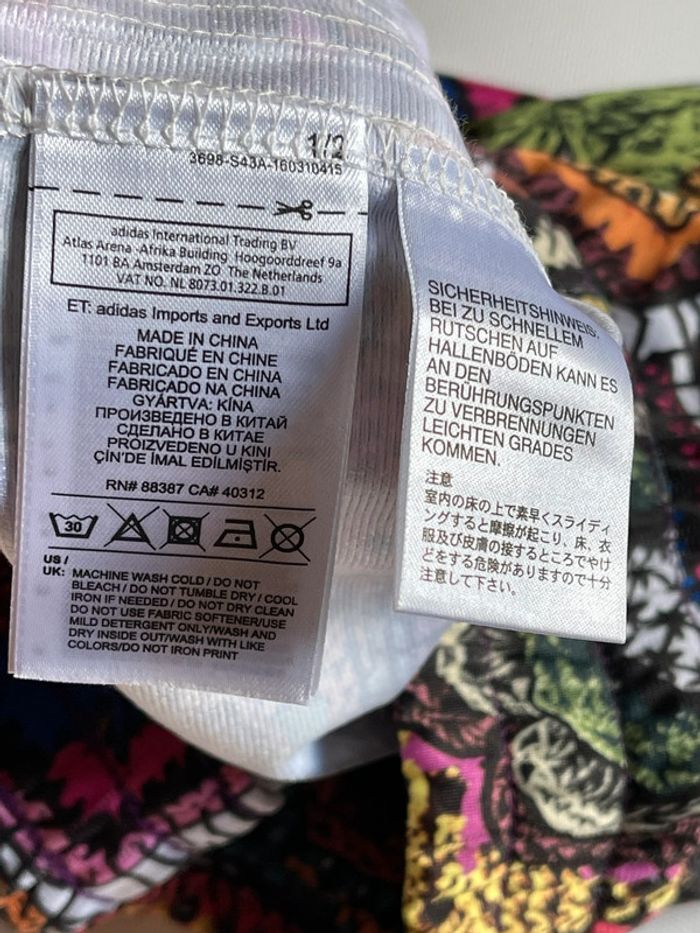 1/2
3698-S43A-160310415
adidas International Trading BV
Atlas Arena -Afrika Building Hoogoorddreef 9a
1101 BA Amsterdam ZO The Netherlands
VAT NO. NL 8073.01.322.B.01
ET: adidas Imports and Exports Ltd
MADE IN CHINA
FABRIQUÉ EN CHINE
FABRICADO EN CHINA
FABRICADO NA CHINA
GYÁRTVA: KÍNA
ПРОИЗВЕДЕНО В КИТАЙ
СДЕЛАНО В КИТАЕ
PROIZVEDENO U KINI
ÇİN'DE İMAL EDİLMİŞTİR.
RN# 88387 CA# 40312
30
US /
UK: MACHINE WASH COLD / DO NOT
BLEACH / DO NOT TUMBLE DRY / COOL
IRON IF NEEDED / DO NOT DRY CLEAN
DO NOT USE FABRIC SOFTENER/USE
MILD DETERGENT ONLY/WASH AND
DRY INSIDE OUT/WASH WITH LIKE
COLORS/DO NOT IRON PRINT
SICHERHEITSHINWEIS:
BEI ZU SCHNELLEM
RUTSCHEN AUF
HALLENBÖDEN KANN ES
AN DEN
BERÜHRUNGSPUNKTEN
ZU VERBRENNUNGEN
LEICHTEN GRADES
KOMMEN.
注意
室内の床の上で素早くスライディ
ングすると摩擦が起こり、床、衣
服及び皮膚の接するところでやけ
どをする危険がありますので十分
注意して下さい。